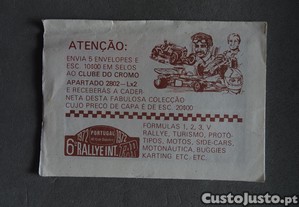 ATENÇÃO:
ENVIA 5 ENVELOPES E
ESC. 10$00 EM SELOS
AO CLUBE DO CROMO
APARTADO 2802-Lx2
E RECEBERÁS A CADER-
NETA DESTA FABULOSA COLECÇÃO
CUJO PREÇO DE CAPA É DE ESC. 20$00
PORTUGAL
6º RALLYE INT.
FORMULAS 1, 2, 3, V
RALLYE, TURISMO, PROTÓ-
TIPOS, MOTOS, SIDE-CARS,
MOTONAUTICA, BUGGIES
KARTING. ETC. ETC.
CustoJusto.pt